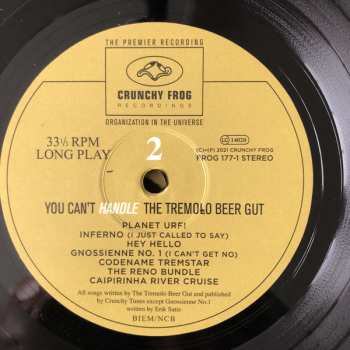 THE PREMIER RECORDING
CRUNCHY FROG
RECORDINGS
ORGANIZATION IN THE UNIVERSE
33⅓ RPM
LONG PLAY
2
LC 14020
(C)+(P) 2021 CRUNCHY FROG
FROG 177-1 STEREO
YOU CAN'T HANDLE THE TREMOLO BEER GUT
PLANET URF!
INFERNO (I JUST CALLED TO SAY)
HEY HELLO
GNOSSIENNE NO. 1 (I CAN'T GET NO)
CODENAME TREMSTAR
THE RENO BUNDLE
CAIPIRINHA RIVER CRUISE
All songs written by The Tremolo Beer Gut and published
by Crunchy Tunes except Gnossienne No.1
written by Erik Satie
BIEM/NCB